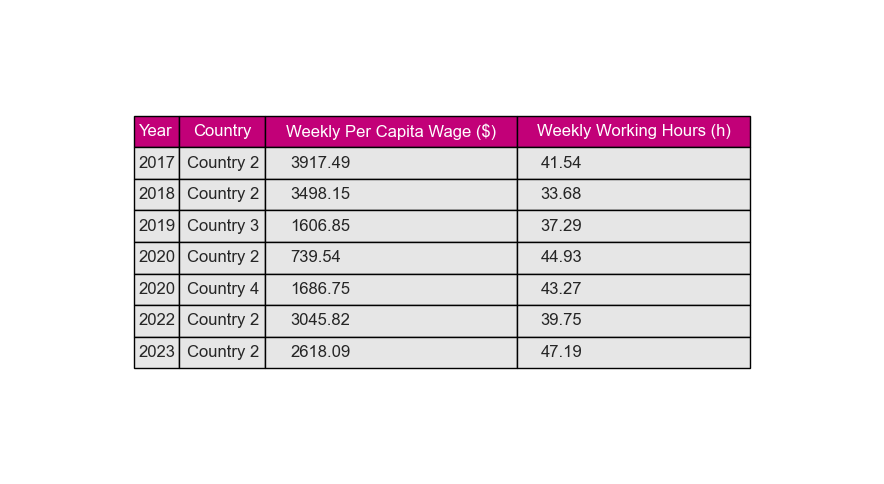 Year Country Weekly Per Capita Wage ($) Weekly Working Hours (h)
2017 Country 2 3917.49 41.54
2018 Country 2 3498.15 33.68
2019 Country 3 1606.85 37.29
2020 Country 2 739.54 44.93
2020 Country 4 1686.75 43.27
2022 Country 2 3045.82 39.75
2023 Country 2 2618.09 47.19